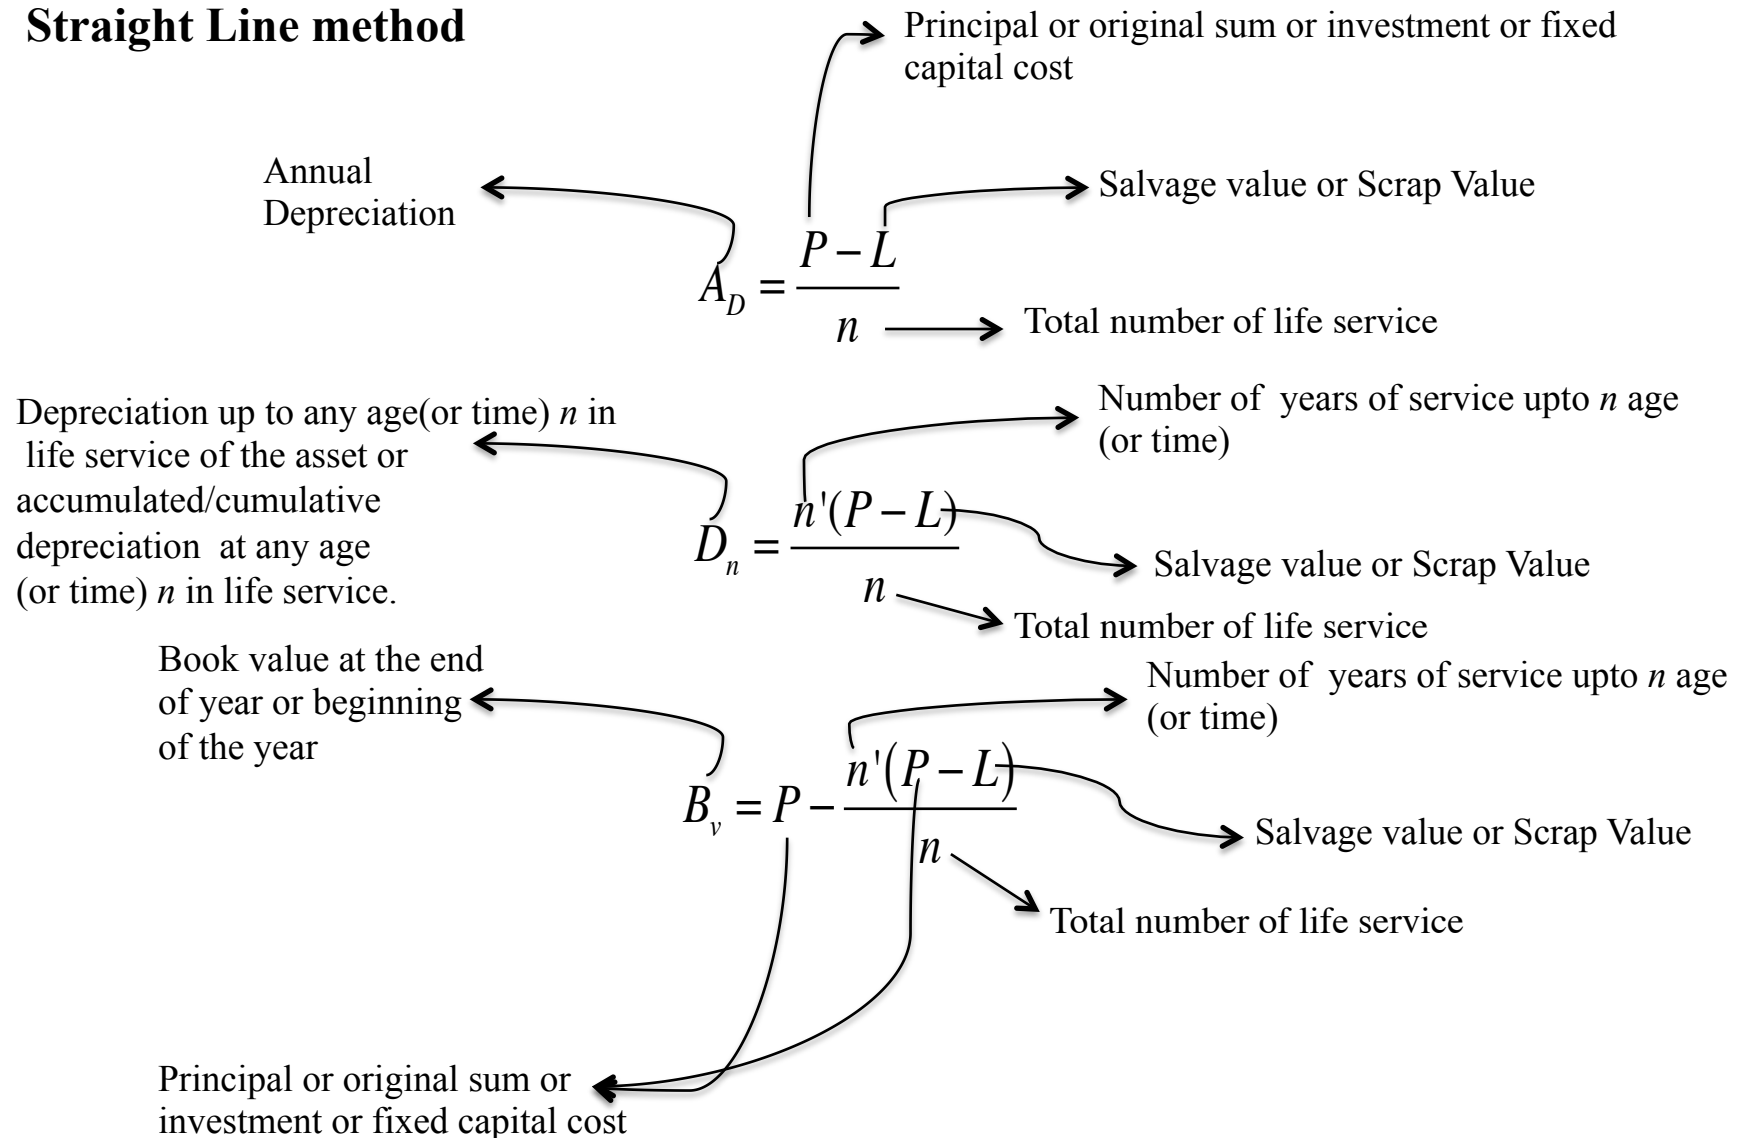 Straight Line method
Principal or original sum or investment or fixed
capital cost
Annual
Depreciation
Salvage value or Scrap Value
A_D = (P – L) / n
Total number of life service
Depreciation up to any age(or time) n in
life service of the asset or
accumulated/cumulative
depreciation at any age
(or time) n in life service.
Number of years of service upto n age
(or time)
D_n = n'(P – L) / n
Salvage value or Scrap Value
Total number of life service
Book value at the end
of year or beginning
of the year
Number of years of service upto n age
(or time)
B_v = P – n'(P – L) / n
Salvage value or Scrap Value
Total number of life service
Principal or original sum or
investment or fixed capital cost